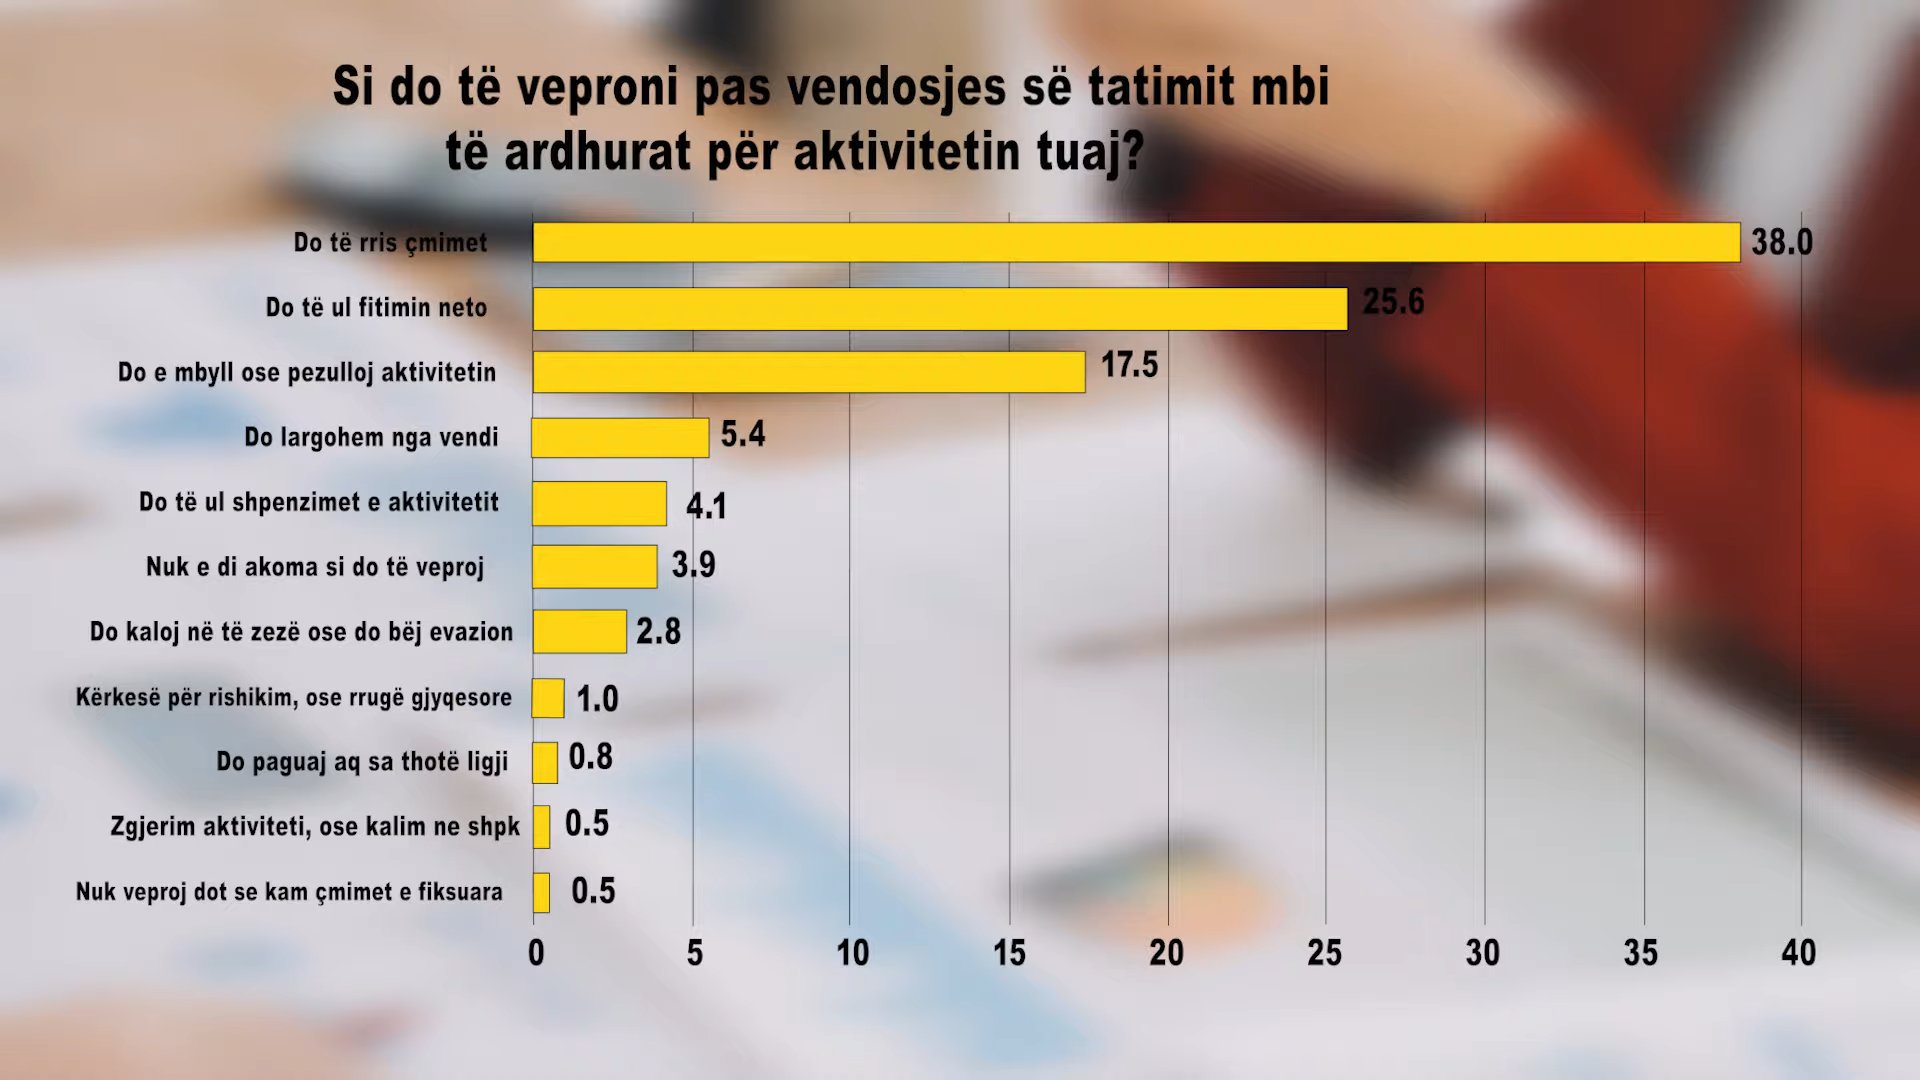 Si do të veproni pas vendosjes së tatimit mbi
të ardhurat për aktivitetin tuaj?
Do të rris çmimet 38.0
Do të ul fitimin neto 25.6
Do e mbyll ose pezulloj aktivitetin 17.5
Do largohem nga vendi 5.4
Do të ul shpenzimet e aktivitetit 4.1
Nuk e di akoma si do të veproj 3.9
Do kaloj në të zezë ose do bëj evazion 2.8
Kërkesë për rishikim, ose rrugë gjyqesore 1.0
Do paguaj aq sa thotë ligji 0.8
Zgjerim aktiviteti, ose kalim ne shpk 0.5
Nuk veproj dot se kam çmimet e fiksuara 0.5
0 5 10 15 20 25 30 35 40